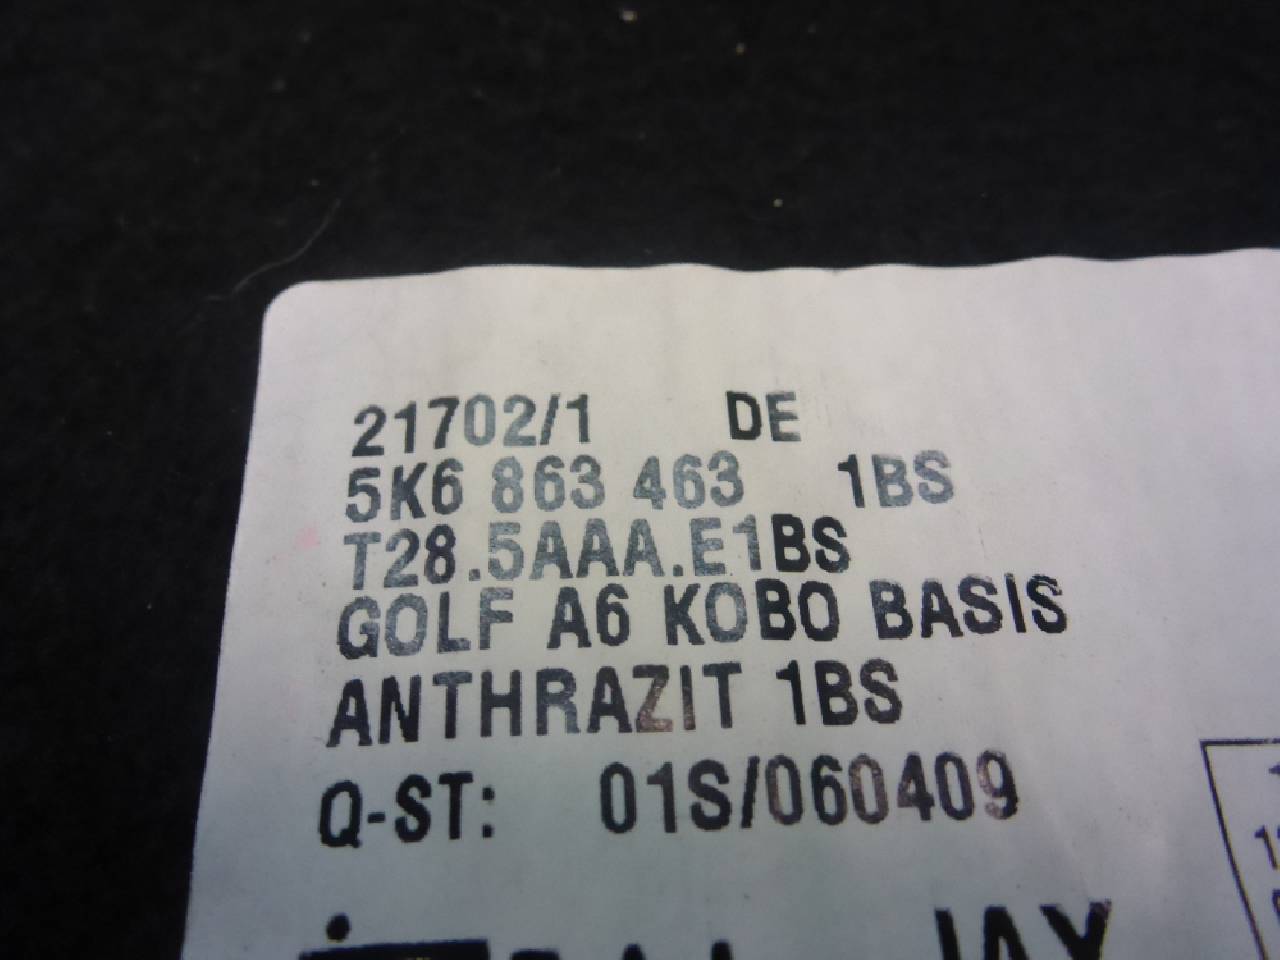 21702/1 DE
5K6 863 463 1BS
T28.5AAA.E1BS
GOLF A6 KOBO BASIS
ANTHRAZIT 1BS
Q-ST: 01S/060409